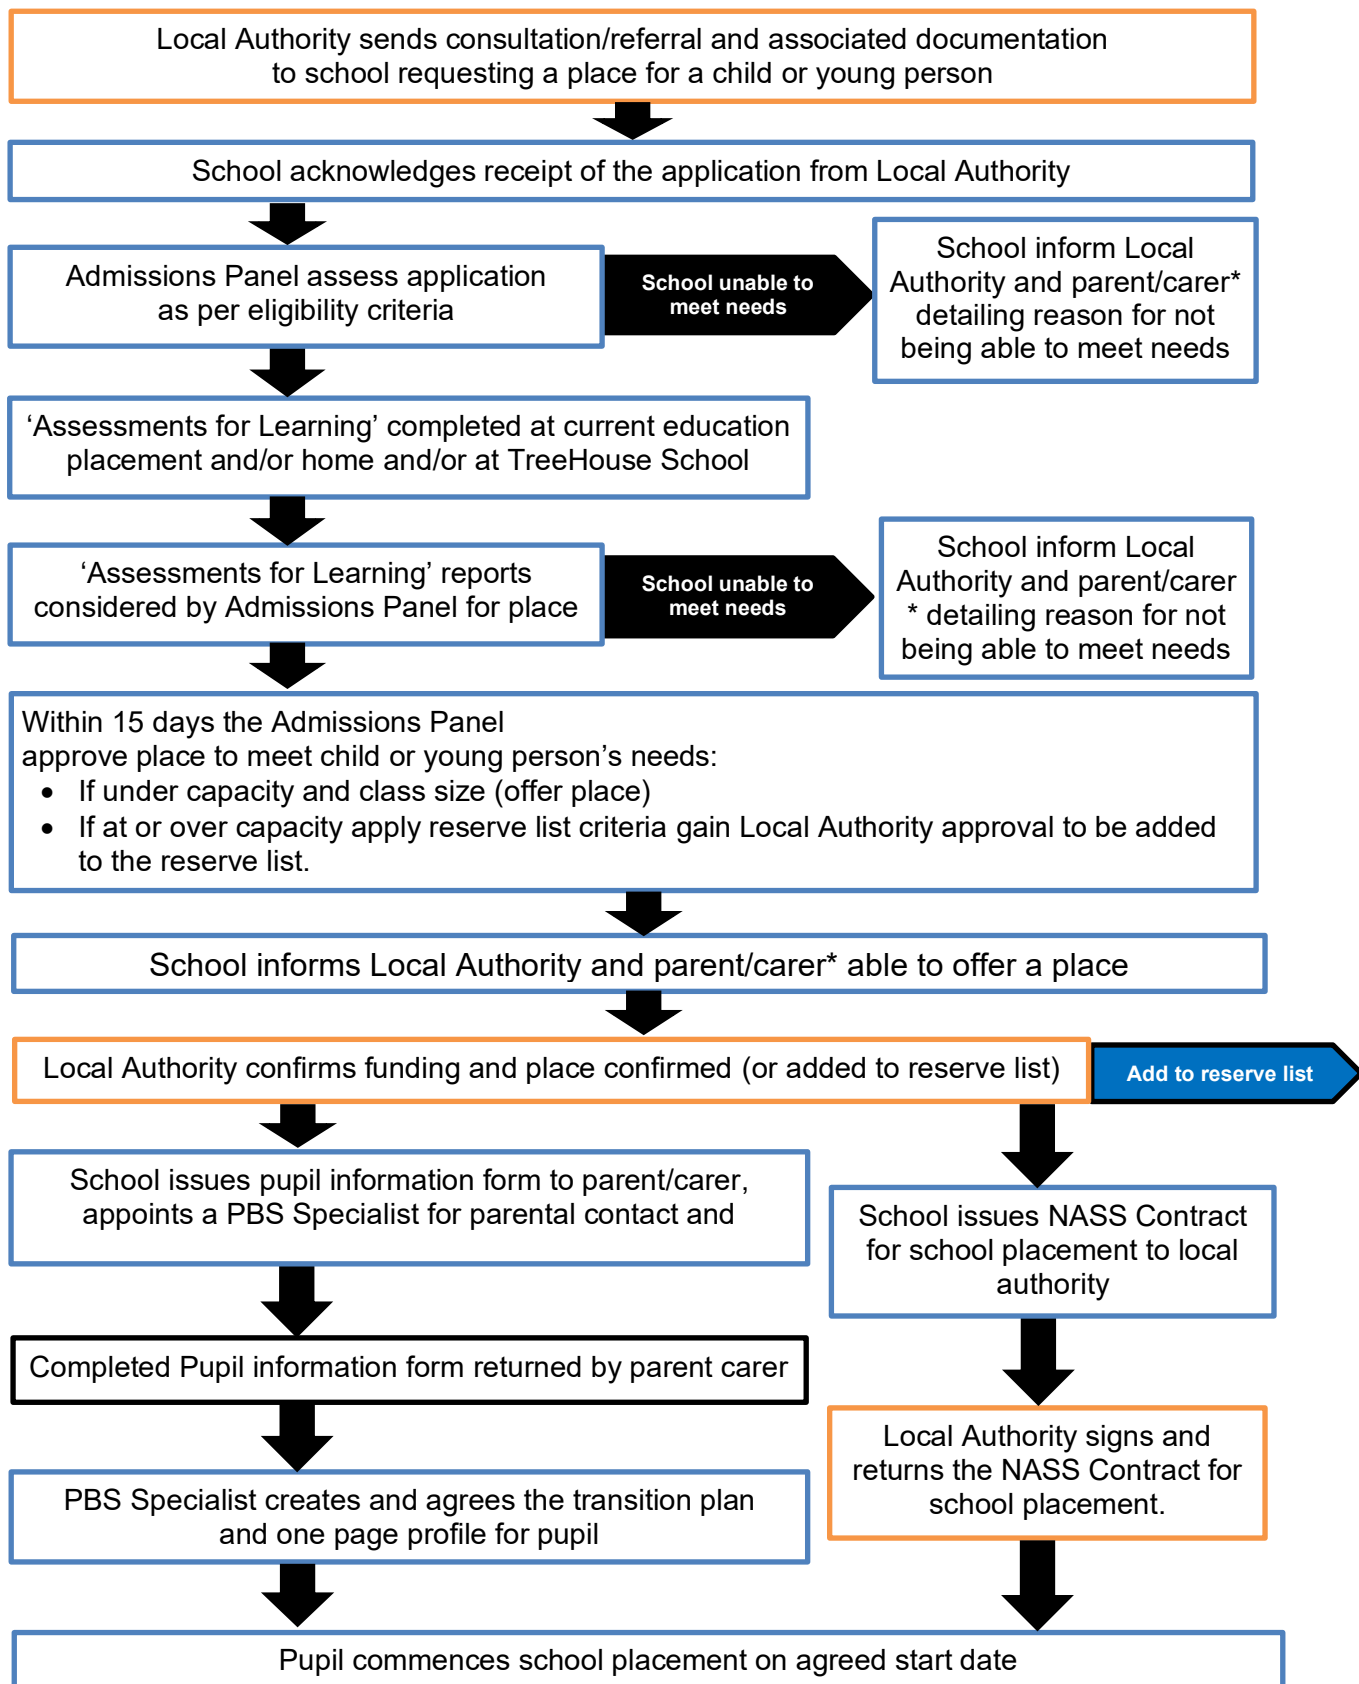 Local Authority sends consultation/referral and associated documentation
to school requesting a place for a child or young person
School acknowledges receipt of the application from Local Authority
Admissions Panel assess application
as per eligibility criteria
School unable to
meet needs
School inform Local
Authority and parent/carer*
detailing reason for not
being able to meet needs
‘Assessments for Learning’ completed at current education
placement and/or home and/or at TreeHouse School
‘Assessments for Learning’ reports
considered by Admissions Panel for place
School unable to
meet needs
School inform Local
Authority and parent/carer
* detailing reason for not
being able to meet needs
Within 15 days the Admissions Panel
approve place to meet child or young person’s needs:
• If under capacity and class size (offer place)
• If at or over capacity apply reserve list criteria gain Local Authority approval to be added
to the reserve list.
School informs Local Authority and parent/carer* able to offer a place
Local Authority confirms funding and place confirmed (or added to reserve list)
Add to reserve list
School issues pupil information form to parent/carer,
appoints a PBS Specialist for parental contact and
School issues NASS Contract
for school placement to local
authority
Completed Pupil information form returned by parent carer
Local Authority signs and
returns the NASS Contract for
school placement.
PBS Specialist creates and agrees the transition plan
and one page profile for pupil
Pupil commences school placement on agreed start date